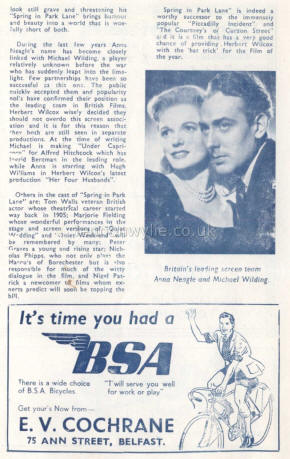 look still grave and threatening his
"Spring in Park Lane" brings humour
and beauty into a world that is woe-
fully short of both.
During the last few years Anna
Neagle's name has become closely
linked with Michael Wilding, a player
relatively unknown before the war
who has suddenly leapt into the lime-
light. Few partnerships have been so
successful as this one. The public
quickly accepted them and popularity
poll's have confirmed their position as
the leading team in British Films.
Herbert Wilcox wisely decided they
should not overdo this screen associ-
ation and it is for this reason that
they both are still seen in separate
productions. At the time of writing
Michael is making "Under Capri-
corn" for Alfred Hitchcock which has
Ingrid Bergman in the leading role,
while Anna is starring with Hugh
Williams in Herbert Wilcox's latest
production "Her Four Husbands".
Others in the cast of "Spring in Park
Lane" are: Tom Walls veteran British
actor whose theatrical career started
way back in 1905; Marjorie Fielding
whose wonderful performances in the
stage and screen versions of "Quiet
Wedding" and "Quiet Weekend" will
be remembered by many; Peter
Graves a young and rising star; Nicho-
las Phipps, who not only plays the
Marquis of Borechester but is also
responsible for much of the witty
dialogue in the film, and Nigel Pat-
rick a newcomer to films whom ex-
perts predict will soon be topping the
bill.
Spring in Park Lane" is indeed a
worthy successor to the immensely
popular "Piccadilly Incident" and
"The Courtney's of Curzon Street"
and it is a film that has a very good
chance of providing Herbert Wilcox
with the 'hat trick' for the film of
the year.
Britain's leading screen team
Anna Neagle and Michael Wilding.
It's time you had a
BSA
There is a wide choice
of B.S.A. Bicycles.
"T'will serve you well
for work or play"
Get your's Now from—
E. V. COCHRANE
75 ANN STREET, BELFAST.